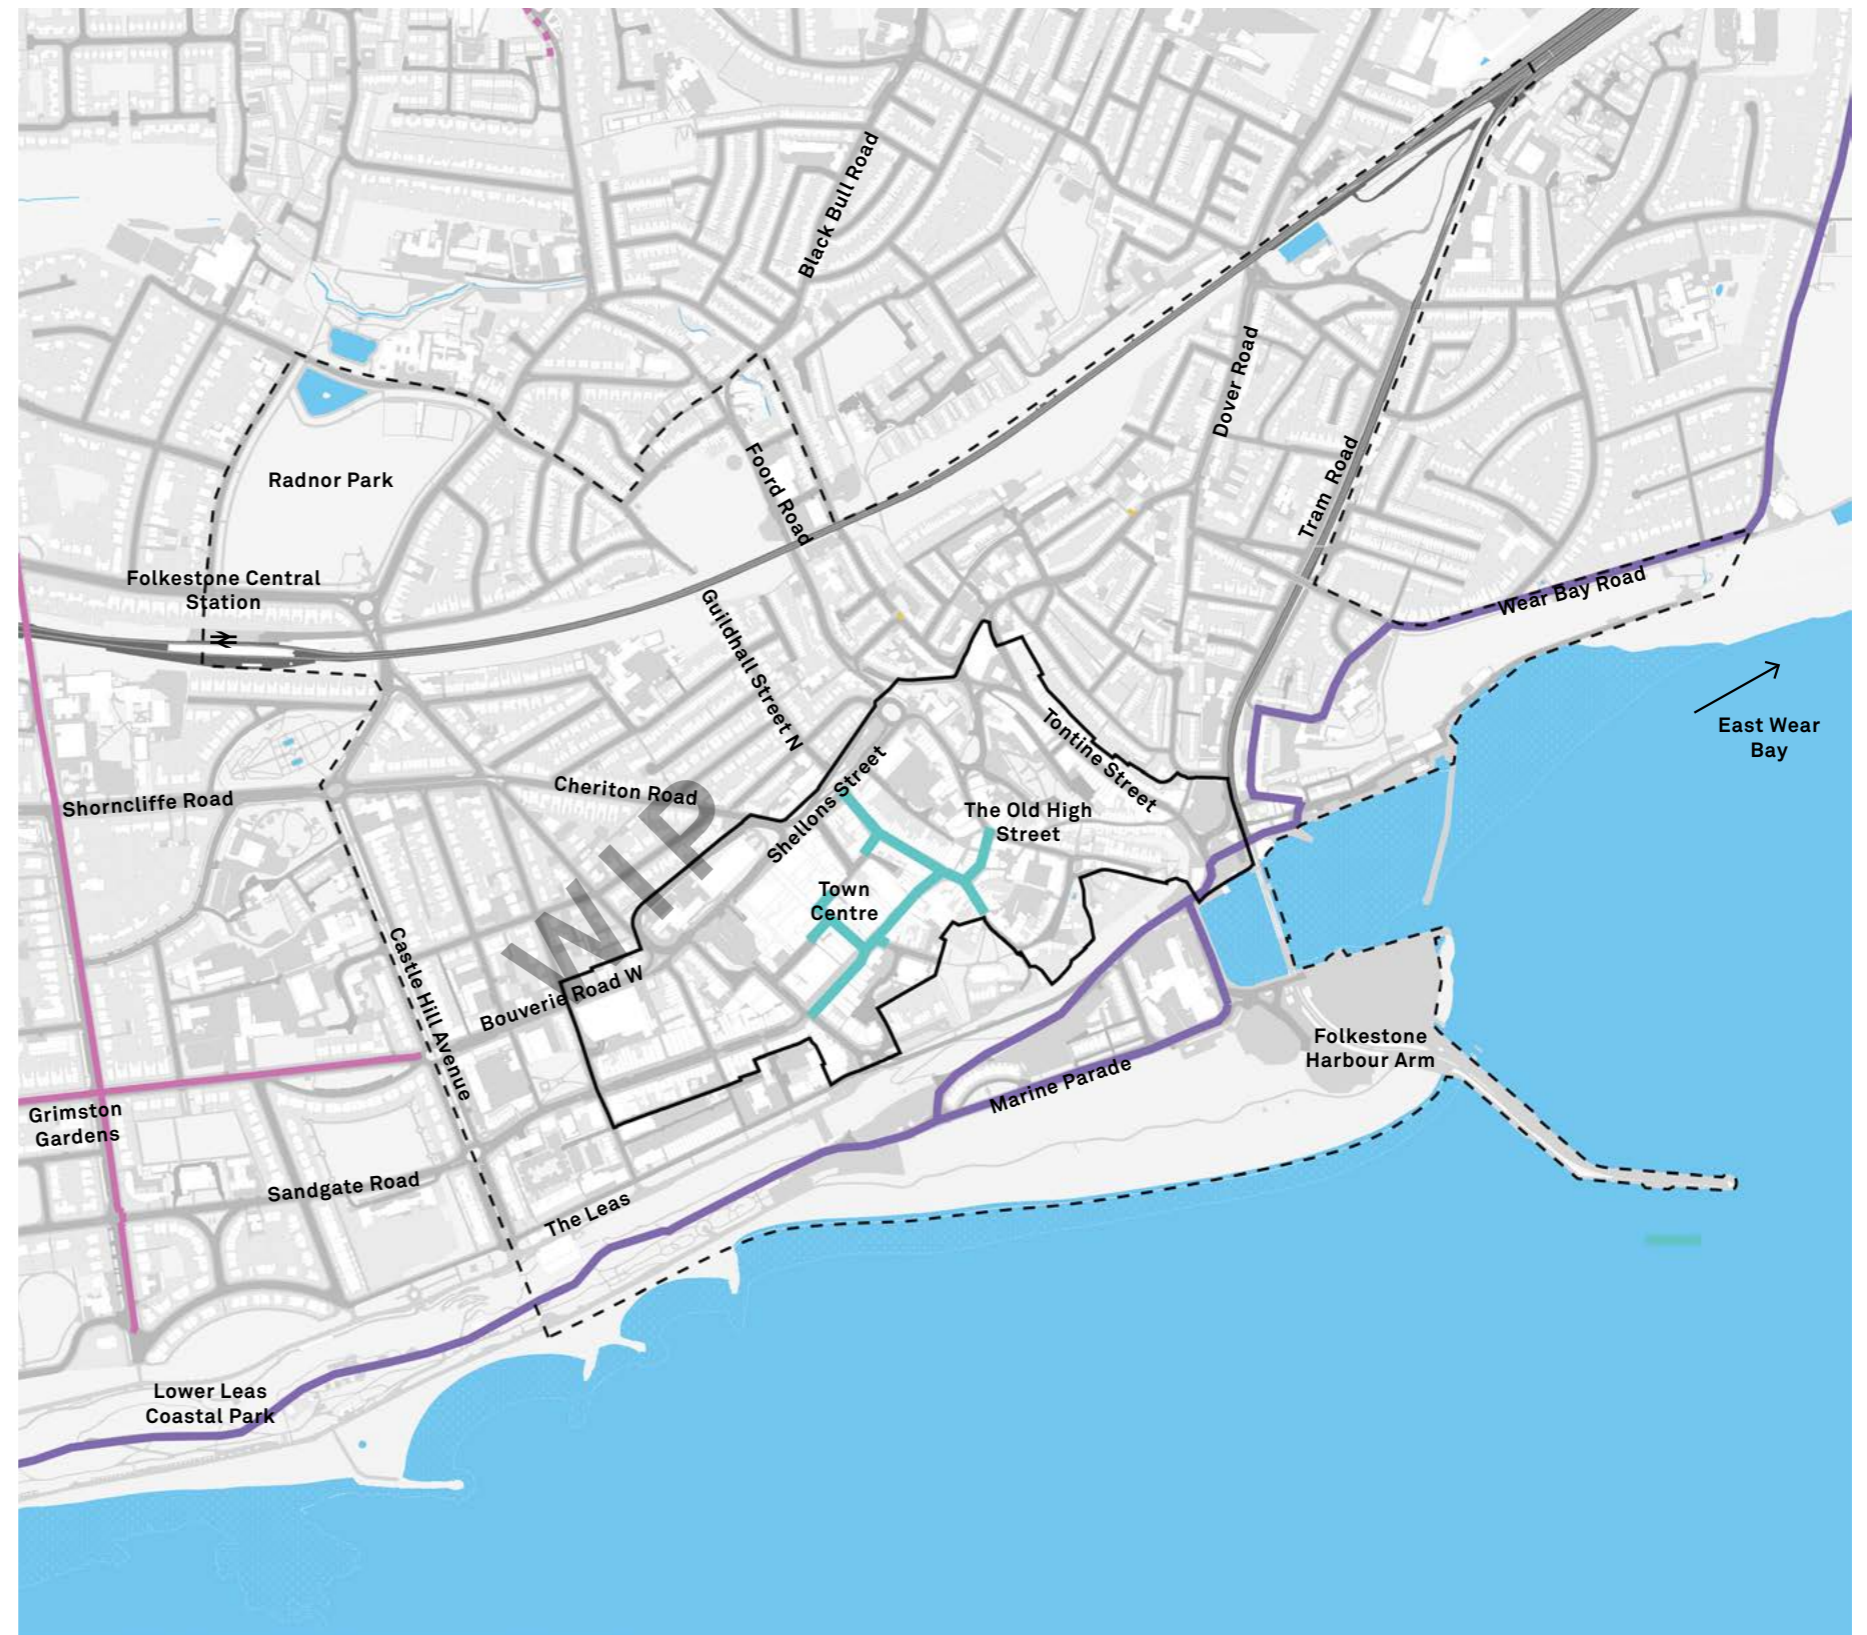 Black Bull Road
Dover Road
Radnor Park
Foord Road
Tram Road
Folkestone Central
Station
Wear Bay Road
Guildhall Street N
East Wear
Bay
Tontine Street
Cheriton Road
Shorncliffe Road
Shellons Street
The Old High
Street
WIP
Town
Centre
Castle Hill Avenue
Bouverie Road W
Folkestone
Harbour Arm
Marine Parade
Grimston
Gardens
Sandgate Road
The Leas
Lower Leas
Coastal Park